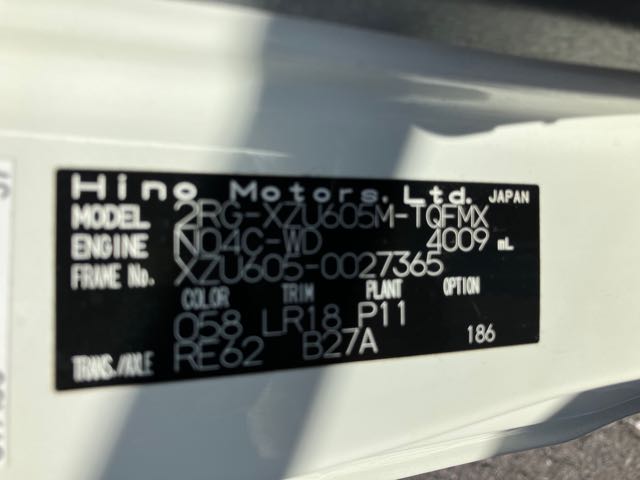 Hino Motors, Ltd. JAPAN
MODEL 2RG-XZU605M-TQFMX
ENGINE N04C-WD 4009 mL
FRAME No. XZU605-0027365
COLOR TRIM PLANT OPTION
058 LR18 P11
TRANS./AXLE RE62 B27A 186